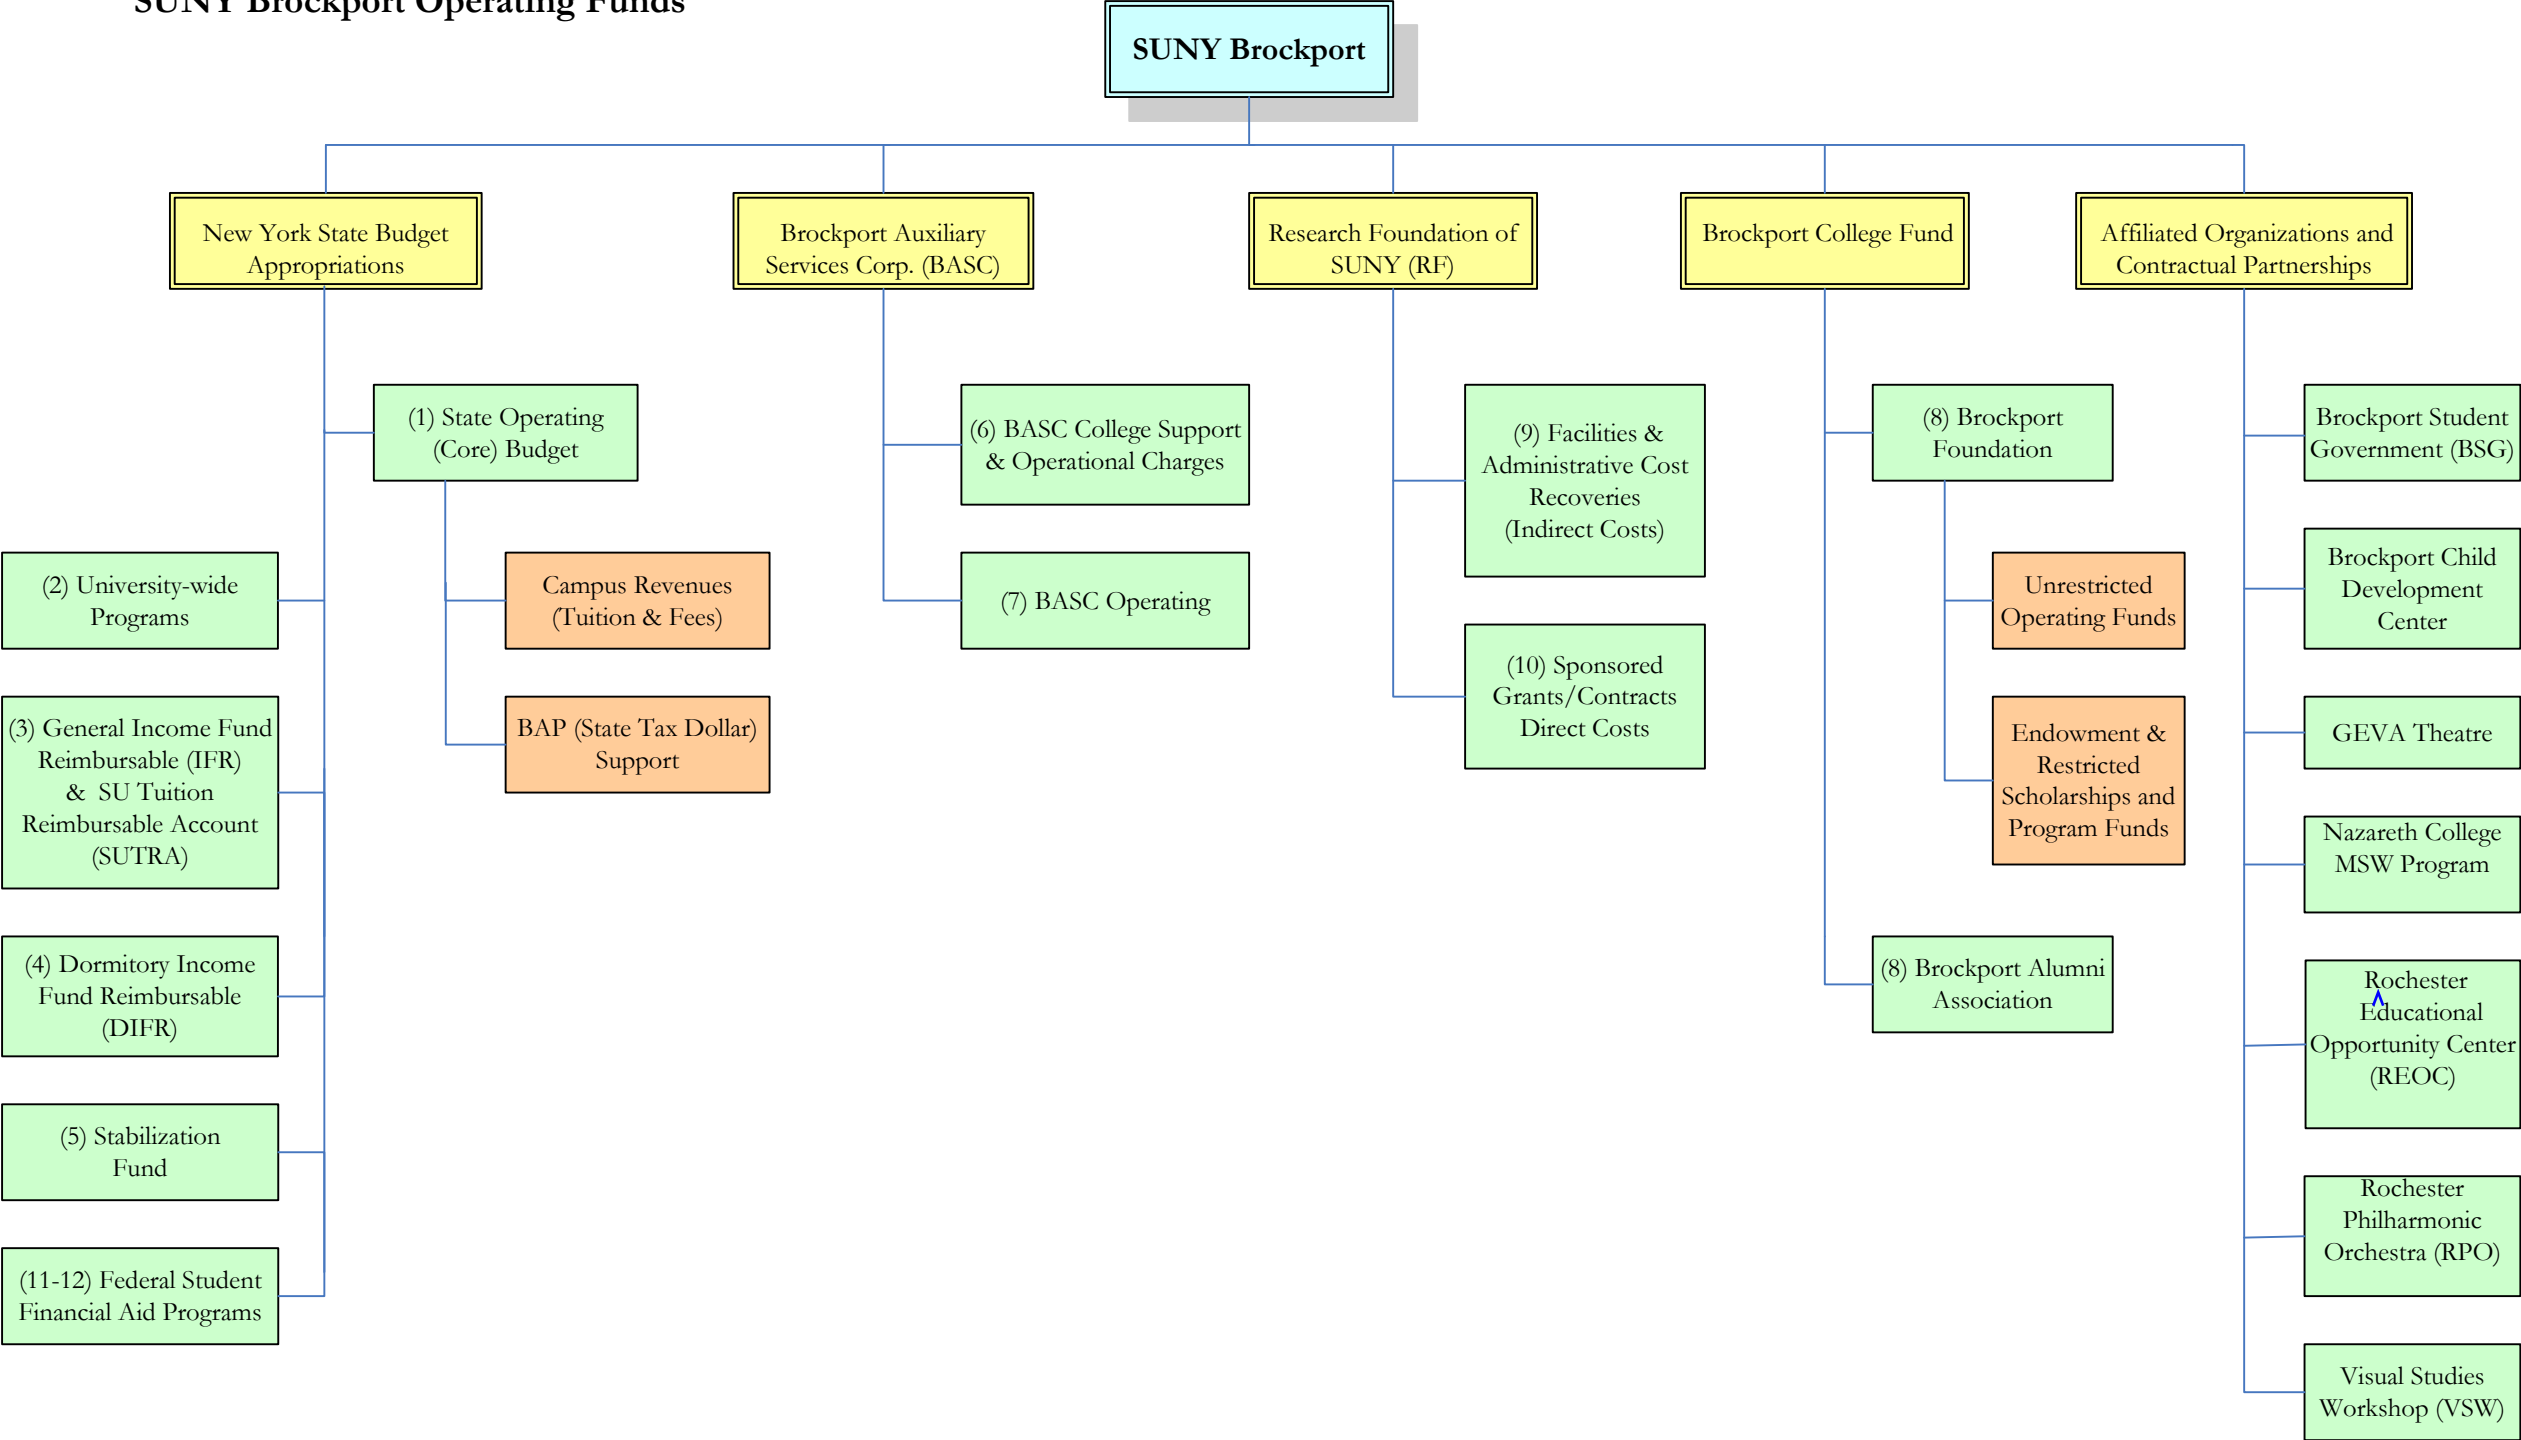 SUNY Brockport Operating Funds
SUNY Brockport
New York State Budget
Appropriations
Brockport Auxiliary
Services Corp. (BASC)
Research Foundation of
SUNY (RF)
Brockport College Fund
Affiliated Organizations and
Contractual Partnerships
(1) State Operating
(Core) Budget
Campus Revenues
(Tuition & Fees)
BAP (State Tax Dollar)
Support
(2) University-wide
Programs
(3) General Income Fund
Reimbursable (IFR)
& SU Tuition
Reimbursable Account
(SUTRA)
(4) Dormitory Income
Fund Reimbursable
(DIFR)
(5) Stabilization
Fund
(11-12) Federal Student
Financial Aid Programs
(6) BASC College Support
& Operational Charges
(7) BASC Operating
(9) Facilities &
Administrative Cost
Recoveries
(Indirect Costs)
(10) Sponsored
Grants/Contracts
Direct Costs
(8) Brockport
Foundation
Unrestricted
Operating Funds
Endowment &
Restricted
Scholarships and
Program Funds
(8) Brockport Alumni
Association
Brockport Student
Government (BSG)
Brockport Child
Development
Center
GEVA Theatre
Nazareth College
MSW Program
Rochester
Educational
Opportunity Center
(REOC)
Rochester
Philharmonic
Orchestra (RPO)
Visual Studies
Workshop (VSW)